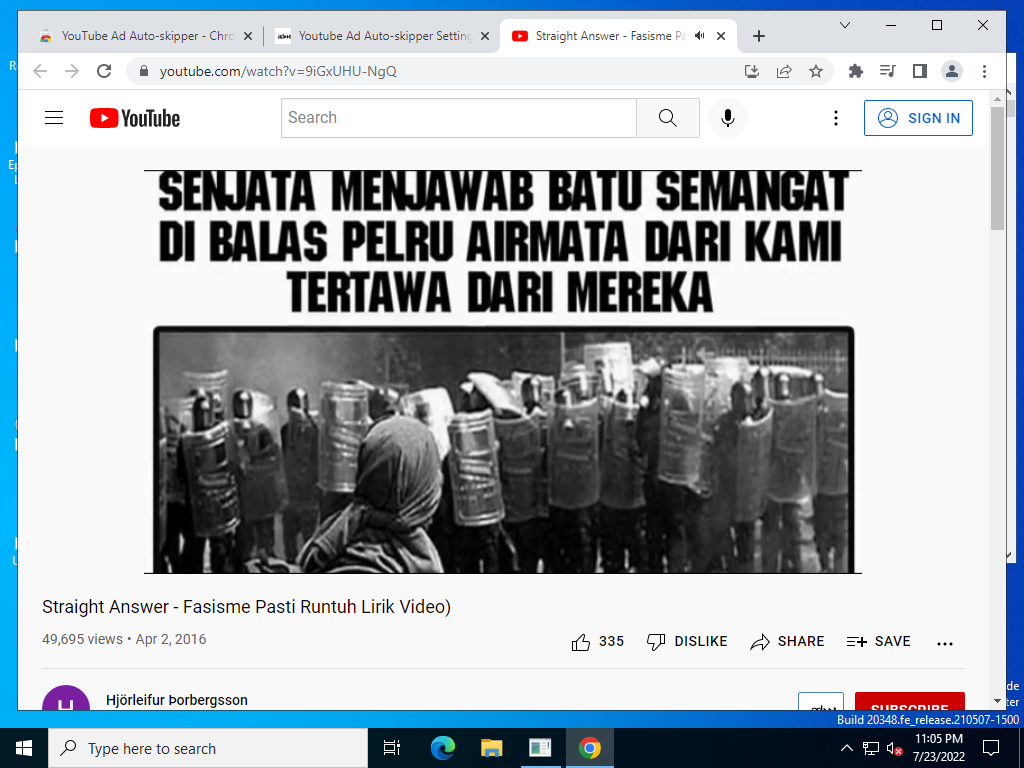 YouTube Ad Auto-skipper - Chro
Youtube Ad Auto-skipper Setting
Straight Answer - Fasisme Pa
youtube.com/watch?v=9iGxUHU-NgQ
YouTube
Search
SIGN IN
SENJATA MENJAWAB BATU SEMANGAT
DI BALAS PELRU AIRMATA DARI KAMI
TERTAWA DARI MEREKA
Straight Answer - Fasisme Pasti Runtuh Lirik Video)
49,695 views • Apr 2, 2016
335
DISLIKE
SHARE
SAVE
H
Hjörleifur Þorbergsson
SUBSCRIBE
Build 20348.fe_release.210507-1500
Type here to search
11:05 PM
7/23/2022